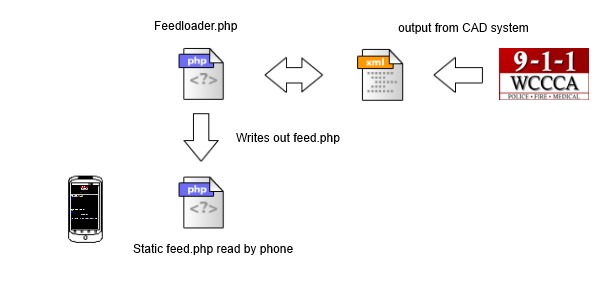 Feedloader.php
output from CAD system
php
<?>
xml
9-1-1
WCCCA
POLICE • FIRE • MEDICAL
Writes out feed.php
php
<?>
Static feed.php read by phone